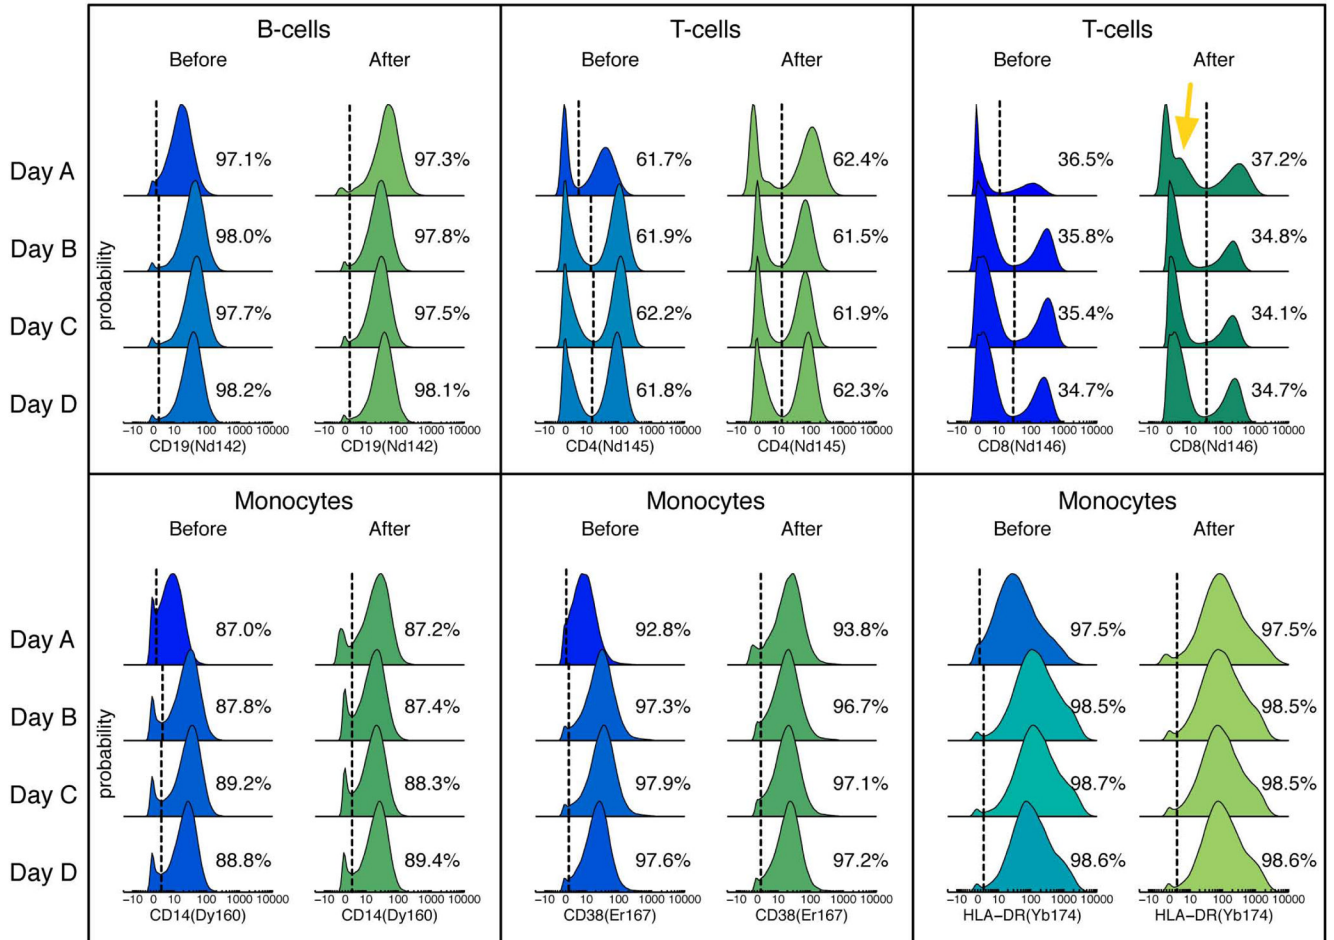 B-cells T-cells T-cells
Before After Before After Before After
Day A 97.1% 97.3% 61.7% 62.4% 36.5% 37.2%
Day B 98.0% 97.8% 61.9% 61.5% 35.8% 34.8%
probability
Day C 97.7% 97.5% 62.2% 61.9% 35.4% 34.1%
Day D 98.2% 98.1% 61.8% 62.3% 34.7% 34.7%
−10 0 10 100 1000 10000 −10 0 10 100 1000 10000 −10 0 10 100 1000 10000 −10 0 10 100 1000 10000 −10 0 10 100 1000 10000 −10 0 10 100 1000 10000
CD19(Nd142) CD19(Nd142) CD4(Nd145) CD4(Nd145) CD8(Nd146) CD8(Nd146)
Monocytes Monocytes Monocytes
Before After Before After Before After
Day A 87.0% 87.2% 92.8% 93.8% 97.5% 97.5%
Day B 87.8% 87.4% 97.3% 96.7% 98.5% 98.5%
probability
Day C 89.2% 88.3% 97.9% 97.1% 98.7% 98.5%
Day D 88.8% 89.4% 97.6% 97.2% 98.6% 98.6%
−10 0 10 100 1000 10000 −10 0 10 100 1000 10000 −10 0 10 100 1000 10000 −10 0 10 100 1000 10000 −10 0 10 100 1000 10000 −10 0 10 100 1000 10000
CD14(Dy160) CD14(Dy160) CD38(Er167) CD38(Er167) HLA−DR(Yb174) HLA−DR(Yb174)